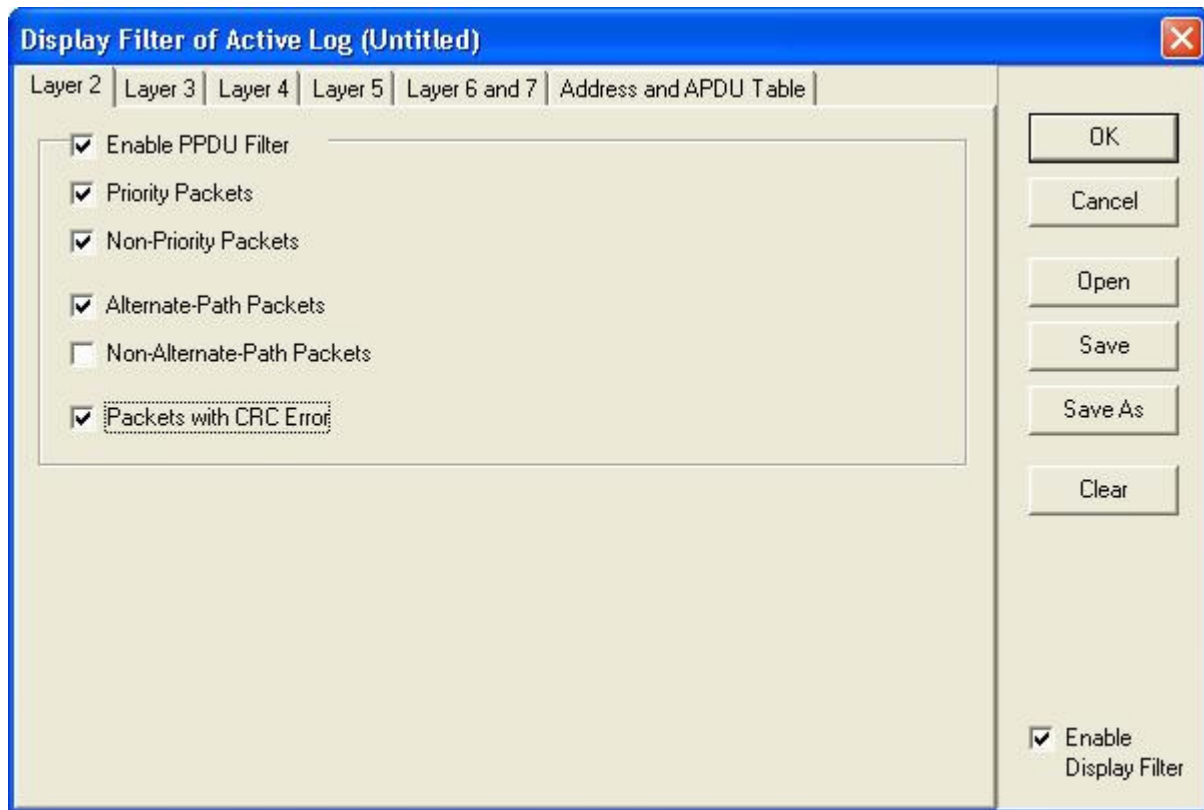 Display Filter of Active Log (Untitled)
Layer 2
Layer 3
Layer 4
Layer 5
Layer 6 and 7
Address and APDU Table
Enable PPDU Filter
Priority Packets
Non-Priority Packets
Alternate-Path Packets
Non-Alternate-Path Packets
Packets with CRC Error
OK
Cancel
Open
Save
Save As
Clear
Enable
Display Filter